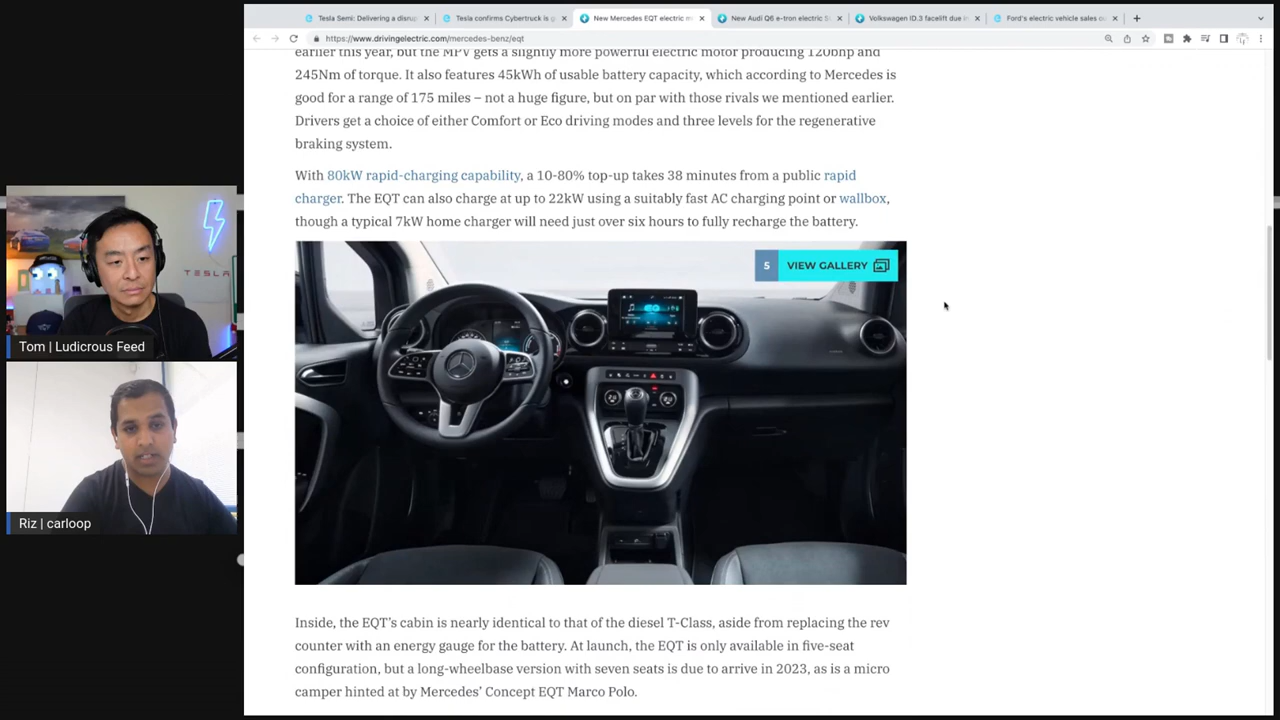 Tesla Semi: Delivering a disrup
Tesla confirms Cybertruck is g
New Mercedes EQT electric m
New Audi Q6 e-tron electric S
Volkswagen ID.3 facelift due i
Ford's electric vehicle sales o
https://www.drivingelectric.com/mercedes-benz/eqt
earlier this year, but the MPV gets a slightly more powerful electric motor producing 120bhp and
245Nm of torque. It also features 45kWh of usable battery capacity, which according to Mercedes is
good for a range of 175 miles – not a huge figure, but on par with those rivals we mentioned earlier.
Drivers get a choice of either Comfort or Eco driving modes and three levels for the regenerative
braking system.
With 80kW rapid-charging capability, a 10-80% top-up takes 38 minutes from a public rapid
charger. The EQT can also charge at up to 22kW using a suitably fast AC charging point or wallbox,
though a typical 7kW home charger will need just over six hours to fully recharge the battery.
5 VIEW GALLERY
TESLA
Tom | Ludicrous Feed
Riz | carloop
Inside, the EQT's cabin is nearly identical to that of the diesel T-Class, aside from replacing the rev
counter with an energy gauge for the battery. At launch, the EQT is only available in five-seat
configuration, but a long-wheelbase version with seven seats is due to arrive in 2023, as is a micro
camper hinted at by Mercedes' Concept EQT Marco Polo.